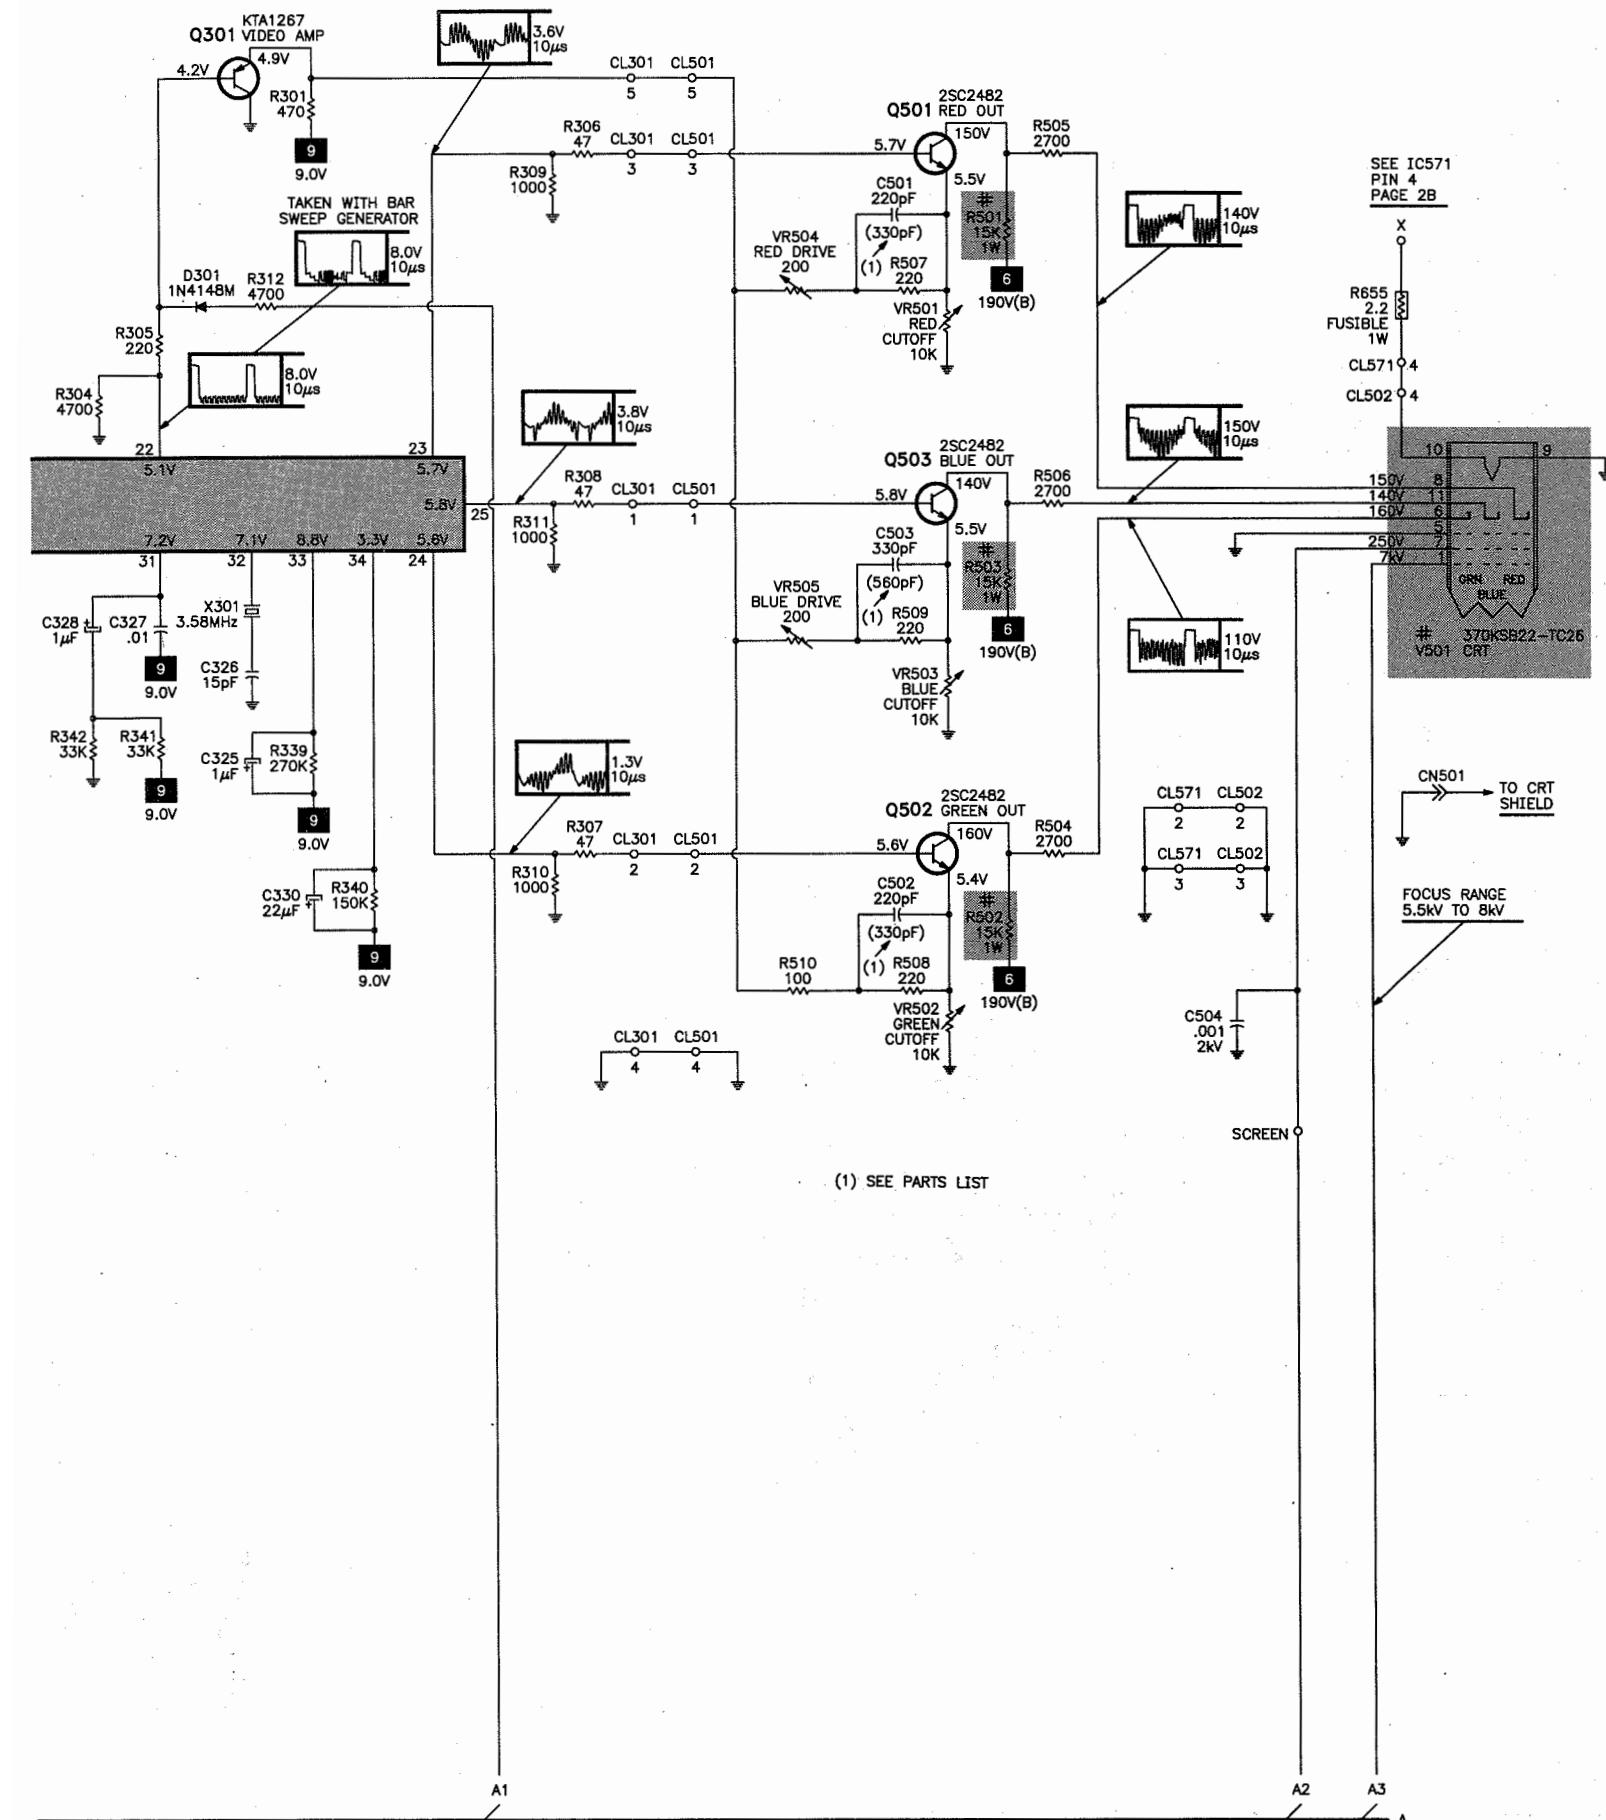 KTA1267
Q301 VIDEO AMP
4.9V
4.2V
R301
470
9
9.0V
3.6V
10µs
TAKEN WITH BAR
SWEEP GENERATOR
8.0V
10µs
D301
1N4148M
R312
4700
R305
220
8.0V
10µs
R304
4700
22
5.1V
23
5.7V
5.8V
25
7.2V
7.1V
8.8V
3.3V
5.6V
31
32
33
34
24
C328
1µF
C327
.01
9
9.0V
X301
3.58MHz
C326
15pF
R342
33K
R341
33K
9
9.0V
C325
1µF
R339
270K
9
9.0V
C330
22µF
R340
150K
9
9.0V
CL301
5
CL501
5
R306
47
CL301
3
CL501
3
R309
1000
5.7V
2SC2482
Q501 RED OUT
150V
5.5V
C501
220pF
(330pF)
(1)
R507
220
VR504
RED DRIVE
200
#
R501
15K
1W
6
190V(B)
VR501
RED
CUTOFF
10K
R505
2700
140V
10µs
3.8V
10µs
R308
47
CL301
1
CL501
1
R311
1000
5.8V
2SC2482
Q503 BLUE OUT
140V
5.5V
C503
330pF
(560pF)
(1)
R509
220
VR505
BLUE DRIVE
200
#
R503
15K
1W
6
190V(B)
VR503
BLUE
CUTOFF
10K
R506
2700
150V
10µs
110V
10µs
1.3V
10µs
R307
47
CL301
2
CL501
2
R310
1000
5.6V
2SC2482
Q502 GREEN OUT
160V
5.4V
C502
220pF
(330pF)
(1)
R508
220
R510
100
#
R502
15K
1W
6
190V(B)
VR502
GREEN
CUTOFF
10K
R504
2700
CL301
4
CL501
4
SEE IC571
PIN 4
PAGE 2B
X
R655
2.2
FUSIBLE
1W
CL571 4
CL502 4
10
9
150V 8
140V 11
160V 6
5
250V 7
7kV 1
GRN RED
BLUE
# 370KSB22-TC26
V501 CRT
CL571
2
CL502
2
CL571
3
CL502
3
CN501
TO CRT
SHIELD
FOCUS RANGE
5.5kV TO 8kV
C504
.001
2kV
SCREEN
(1) SEE PARTS LIST
A1
A2
A3